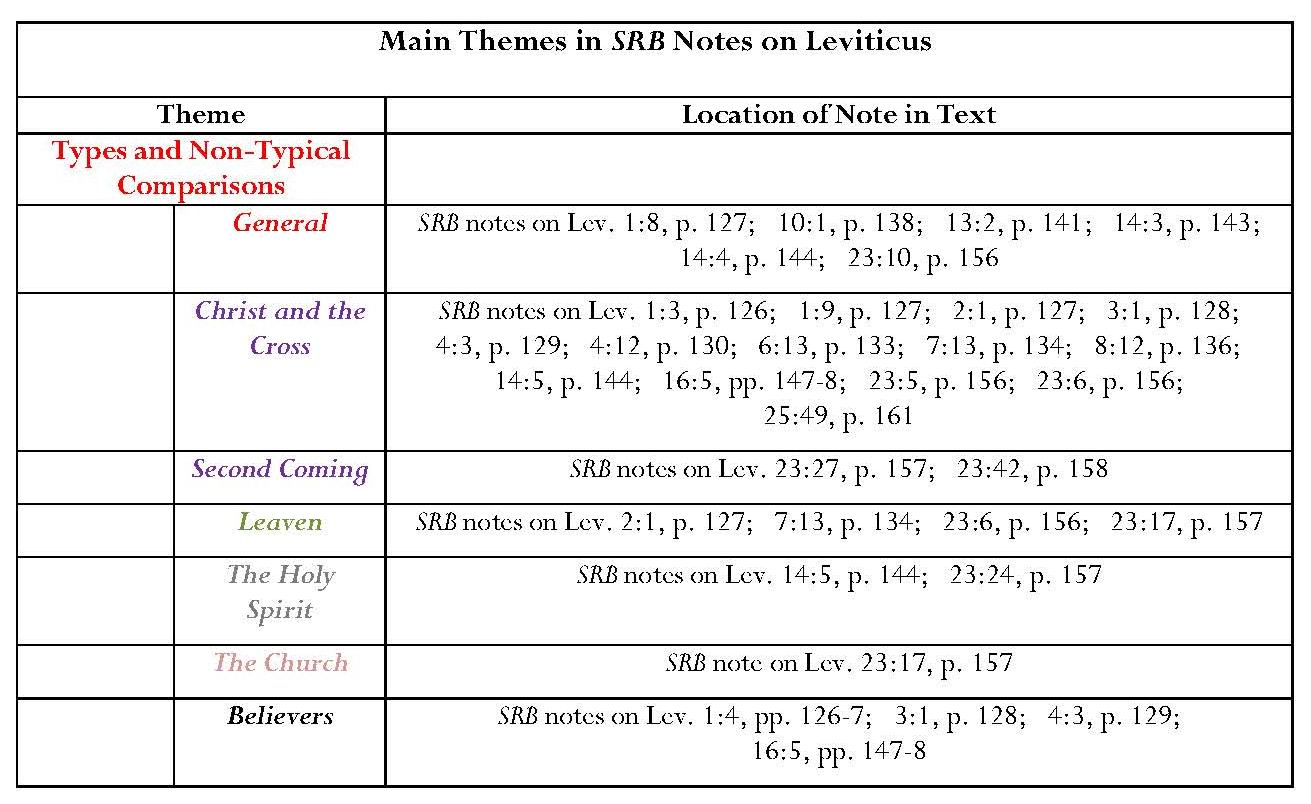 Main Themes in SRB Notes on Leviticus
Theme
Location of Note in Text
Types and Non-Typical
Comparisons
General
SRB notes on Lev. 1:8, p. 127; 10:1, p. 138; 13:2, p. 141; 14:3, p. 143;
14:4, p. 144; 23:10, p. 156
Christ and the
Cross
SRB notes on Lev. 1:3, p. 126; 1:9, p. 127; 2:1, p. 127; 3:1, p. 128;
4:3, p. 129; 4:12, p. 130; 6:13, p. 133; 7:13, p. 134; 8:12, p. 136;
14:5, p. 144; 16:5, pp. 147-8; 23:5, p. 156; 23:6, p. 156;
25:49, p. 161
Second Coming
SRB notes on Lev. 23:27, p. 157; 23:42, p. 158
Leaven
SRB notes on Lev. 2:1, p. 127; 7:13, p. 134; 23:6, p. 156; 23:17, p. 157
The Holy
Spirit
SRB notes on Lev. 14:5, p. 144; 23:24, p. 157
The Church
SRB note on Lev. 23:17, p. 157
Believers
SRB notes on Lev. 1:4, pp. 126-7; 3:1, p. 128; 4:3, p. 129;
16:5, pp. 147-8